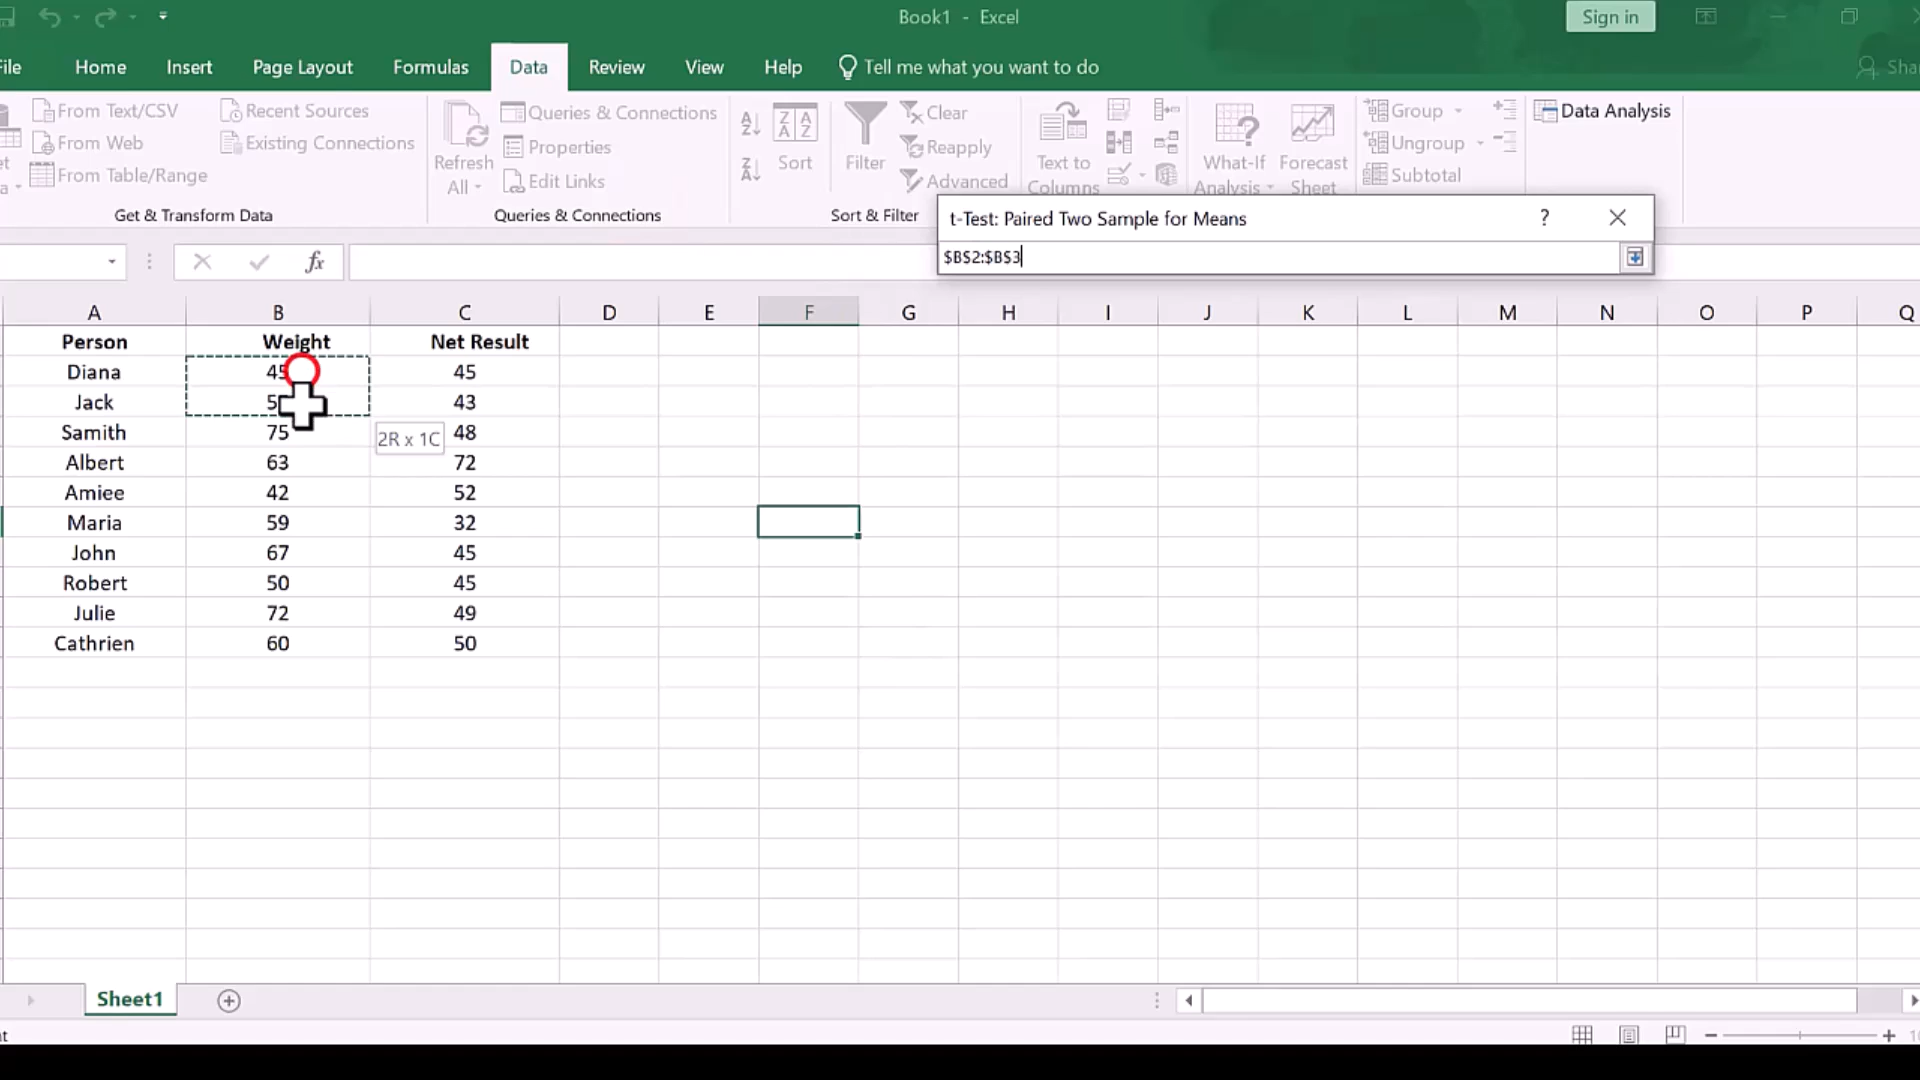 Book1 - Excel
Sign in
Home Insert Page Layout Formulas Data Review View Help Tell me what you want to do
From Text/CSV Recent Sources Queries & Connections Clear Group Data Analysis
From Web Existing Connections Properties Reapply Ungroup
From Table/Range Edit Links Advanced Subtotal
Refresh All Sort Filter Text to Columns What-If Analysis Forecast Sheet
Get & Transform Data Queries & Connections Sort & Filter
t-Test: Paired Two Sample for Means ?
$B$2:$B$3
fx
A B C D E F G H I J K L M N O P Q
Person Weight Net Result
Diana 45
Jack 43
Samith 75 48
Albert 63 72
Amiee 42 52
Maria 59 32
John 67 45
Robert 50 45
Julie 72 49
Cathrien 60 50
2R x 1C
Sheet1